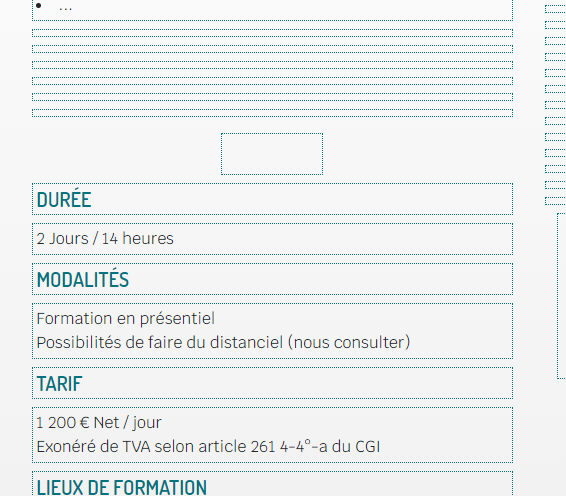 • ...
DURÉE
2 Jours / 14 heures
MODALITÉS
Formation en présentiel
Possibilités de faire du distanciel (nous consulter)
TARIF
1 200 € Net / jour
Exonéré de TVA selon article 261 4-4°-a du CGI
LIEUX DE FORMATION